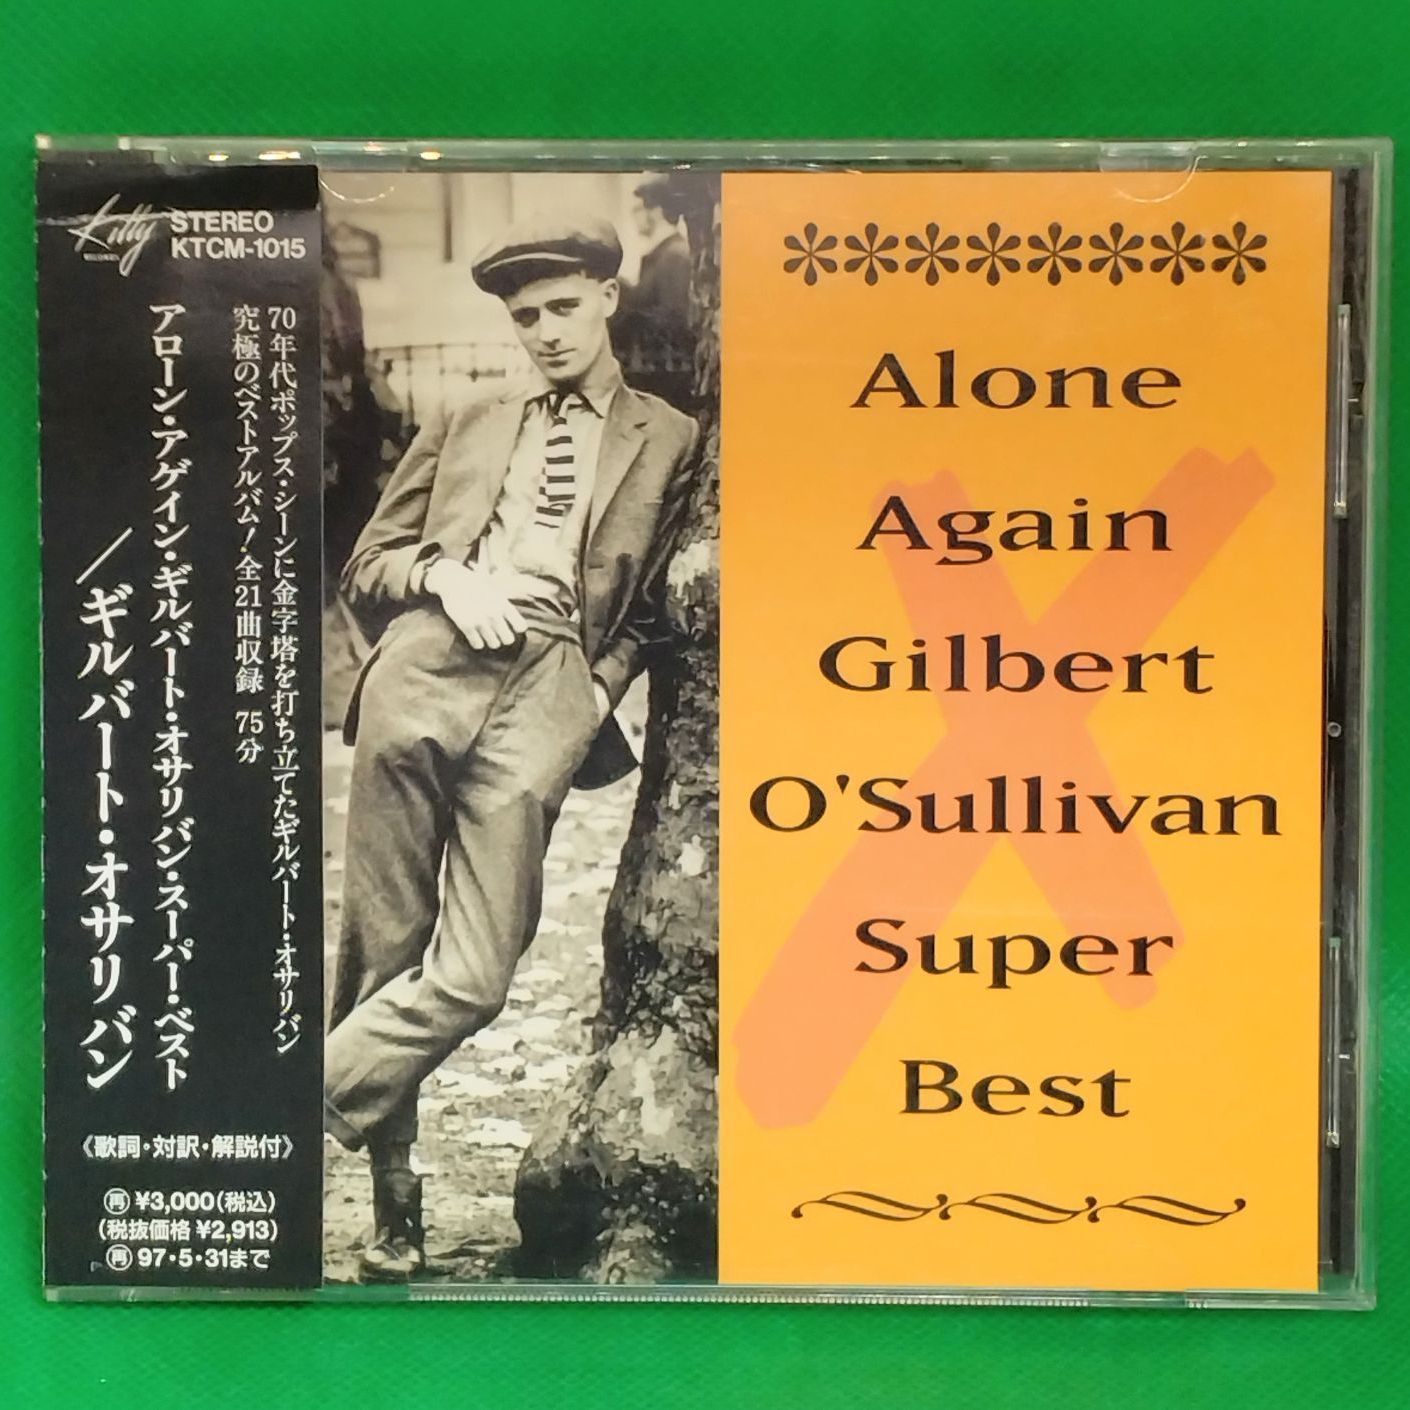 Kitty
RECORDS
STEREO
KTCM-1015
70年代ポップス・シーンに金字塔を打ち立てたギルバート・オサリバン
究極のベストアルバム!全21曲収録 75分
アローン・アゲイン・ギルバート・オサリバン・スーパー・ベスト
/ギルバート・オサリバン
《歌詞・対訳・解説付》
再 ¥3,000(税込)
(税抜価格 ¥2,913)
再 97・5・31まで
Alone
Again
Gilbert
O'Sullivan
Super
Best